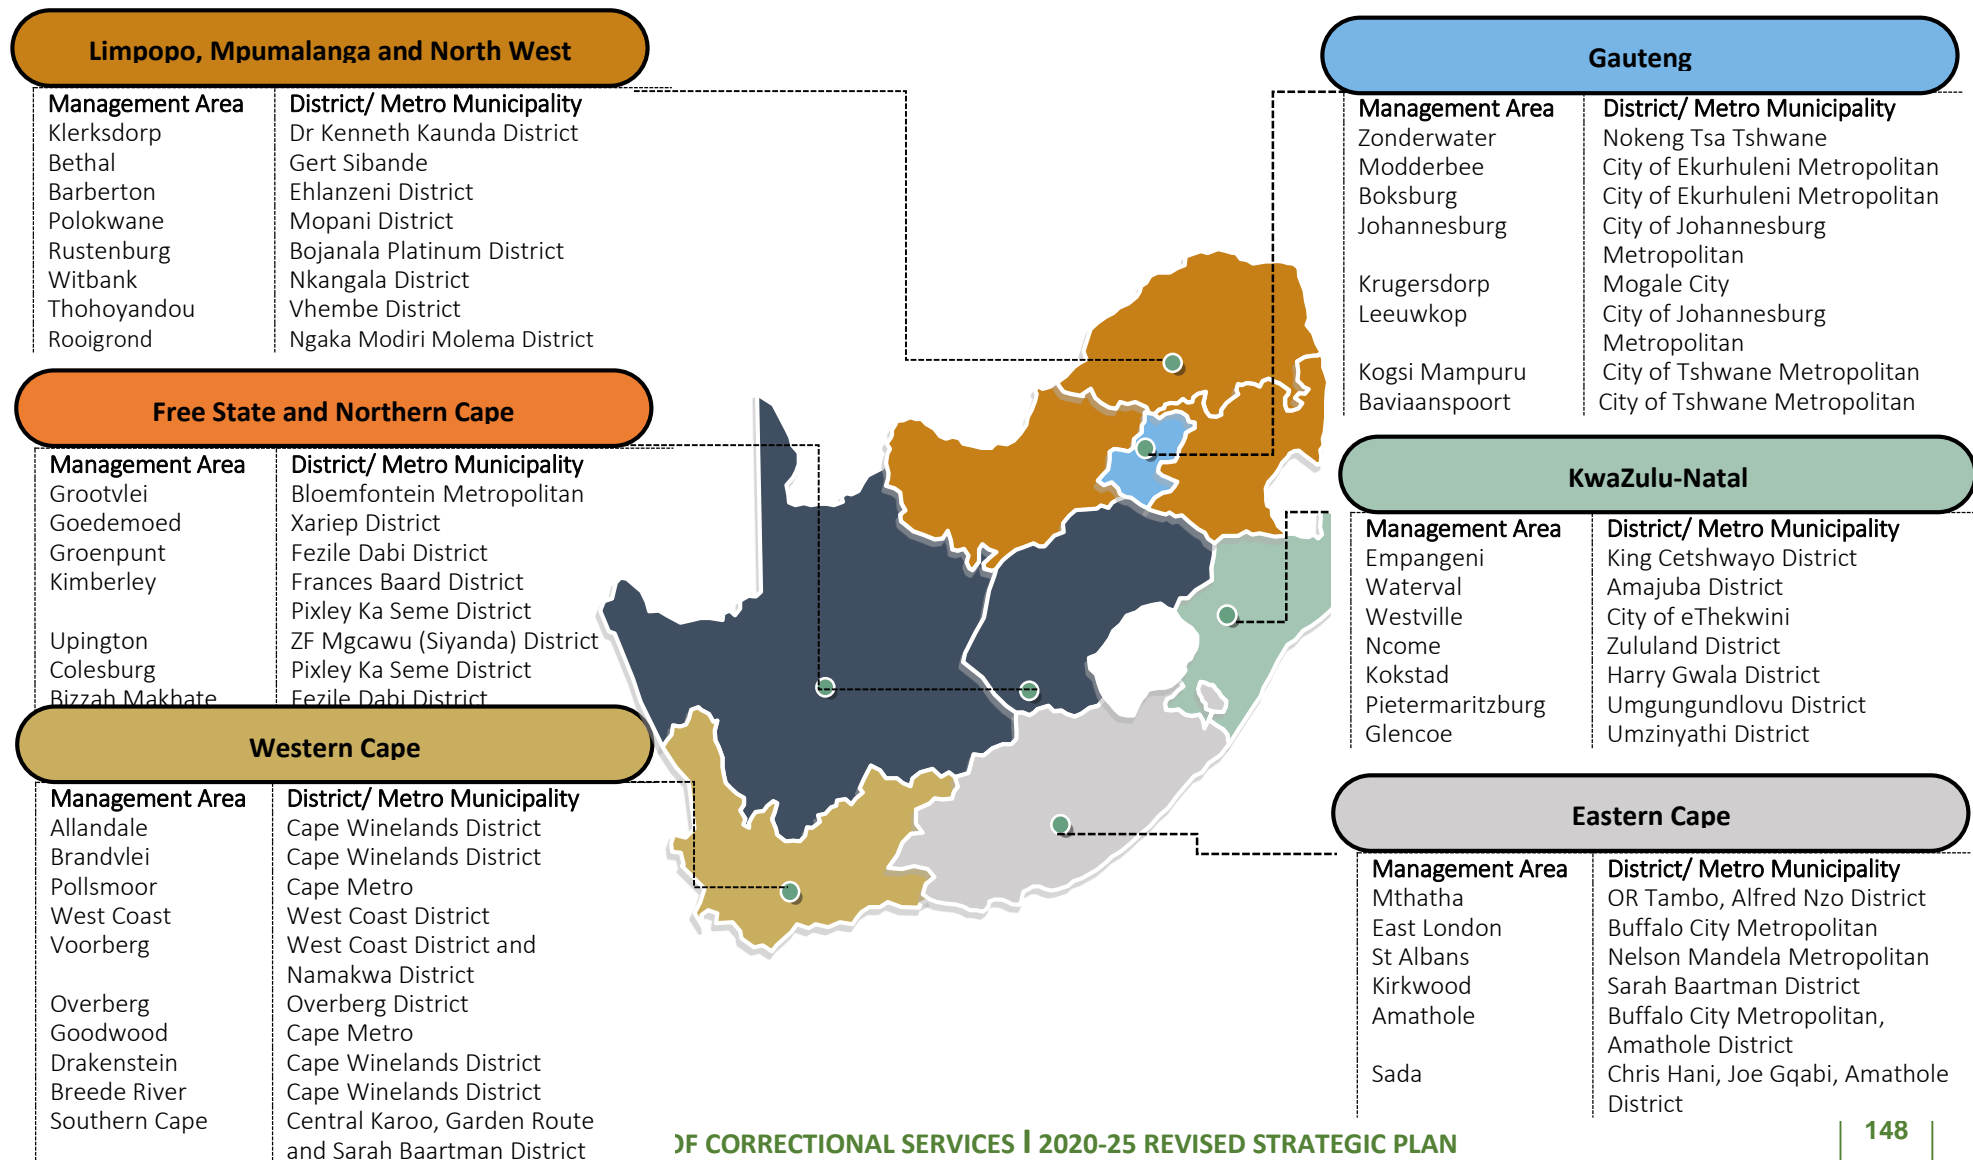 Limpopo, Mpumalanga and North West
Management Area District/ Metro Municipality
Klerksdorp Dr Kenneth Kaunda District
Bethal Gert Sibande
Barberton Ehlanzeni District
Polokwane Mopani District
Rustenburg Bojanala Platinum District
Witbank Nkangala District
Thohoyandou Vhembe District
Rooigrond Ngaka Modiri Molema District
Free State and Northern Cape
Management Area District/ Metro Municipality
Grootvlei Bloemfontein Metropolitan
Goedemoed Xariep District
Groenpunt Fezile Dabi District
Kimberley Frances Baard District
Pixley Ka Seme District
Upington ZF Mgcawu (Siyanda) District
Colesburg Pixley Ka Seme District
Bizzah Makhate Fezile Dabi District
Western Cape
Management Area District/ Metro Municipality
Allandale Cape Winelands District
Brandvlei Cape Winelands District
Pollsmoor Cape Metro
West Coast West Coast District
Voorberg West Coast District and
Namakwa District
Overberg Overberg District
Goodwood Cape Metro
Drakenstein Cape Winelands District
Breede River Cape Winelands District
Southern Cape Central Karoo, Garden Route
and Sarah Baartman District
Gauteng
Management Area District/ Metro Municipality
Zonderwater Nokeng Tsa Tshwane
Modderbee City of Ekurhuleni Metropolitan
Boksburg City of Ekurhuleni Metropolitan
Johannesburg City of Johannesburg
Metropolitan
Krugersdorp Mogale City
Leeuwkop City of Johannesburg
Metropolitan
Kogsi Mampuru City of Tshwane Metropolitan
Baviaanspoort City of Tshwane Metropolitan
KwaZulu-Natal
Management Area District/ Metro Municipality
Empangeni King Cetshwayo District
Waterval Amajuba District
Westville City of eThekwini
Ncome Zululand District
Kokstad Harry Gwala District
Pietermaritzburg Umgungundlovu District
Glencoe Umzinyathi District
Eastern Cape
Management Area District/ Metro Municipality
Mthatha OR Tambo, Alfred Nzo District
East London Buffalo City Metropolitan
St Albans Nelson Mandela Metropolitan
Kirkwood Sarah Baartman District
Amathole Buffalo City Metropolitan,
Amathole District
Sada Chris Hani, Joe Gqabi, Amathole
District
OF CORRECTIONAL SERVICES I 2020-25 REVISED STRATEGIC PLAN
148